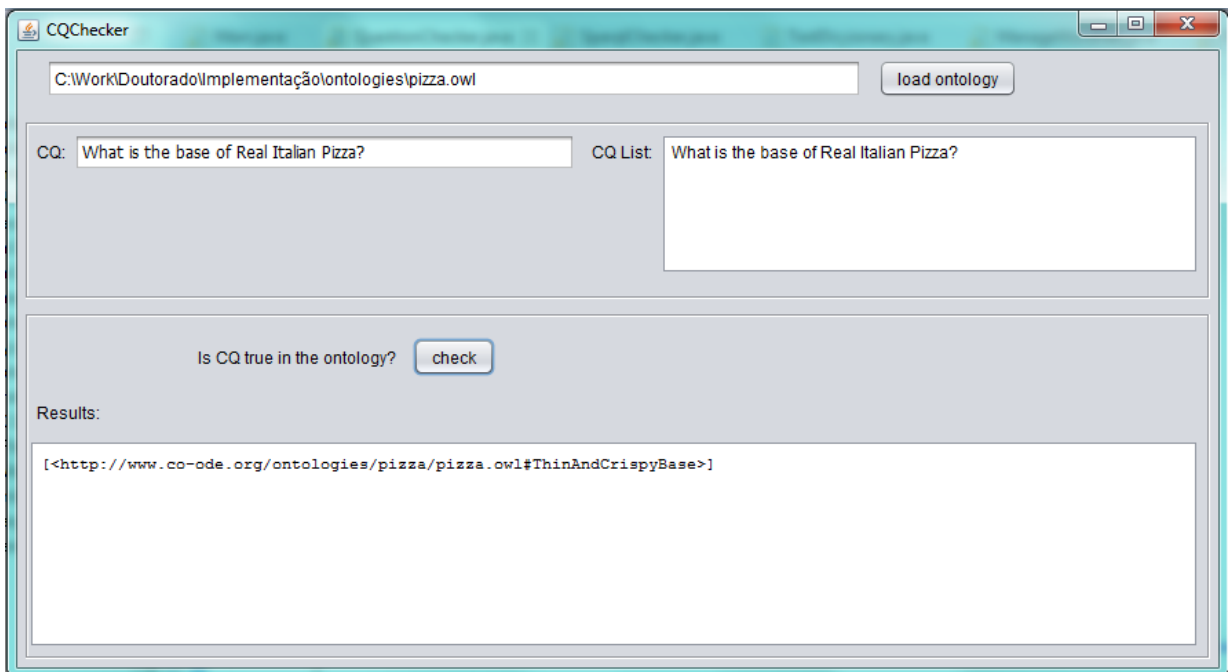 CQChecker
C:\Work\Doutorado\Implementação\ontologies\pizza.owl
load ontology
CQ:
What is the base of Real Italian Pizza?
CQ List:
What is the base of Real Italian Pizza?
Is CQ true in the ontology?
check
Results:
[<http://www.co-ode.org/ontologies/pizza/pizza.owl#ThinAndCrispyBase>]